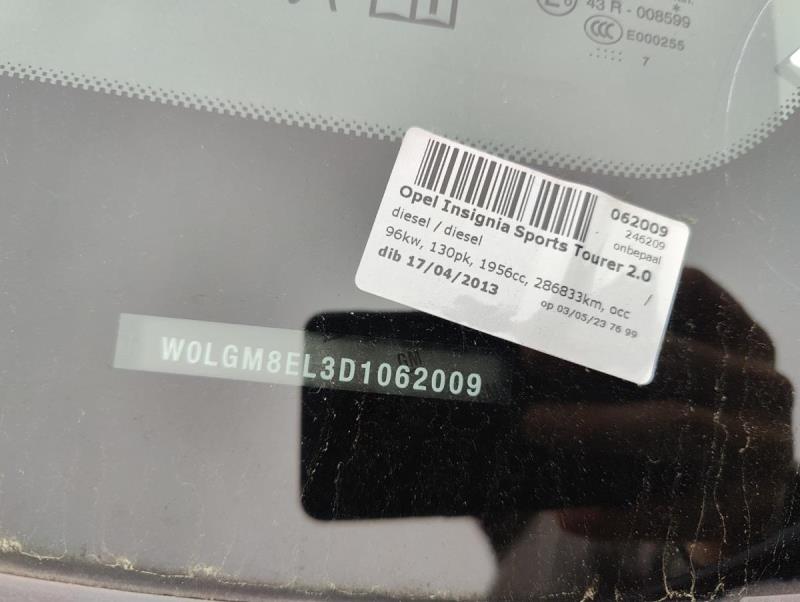 43 R - 008599
CCC E000255
7
062009
246209
onbepaal
Opel Insignia Sports Tourer 2.0
diesel / diesel /
96kw, 130pk, 1956cc, 286833km, occ
dib 17/04/2013
op 03/05/23 76 99
GM
W0LGM8EL3D1062009